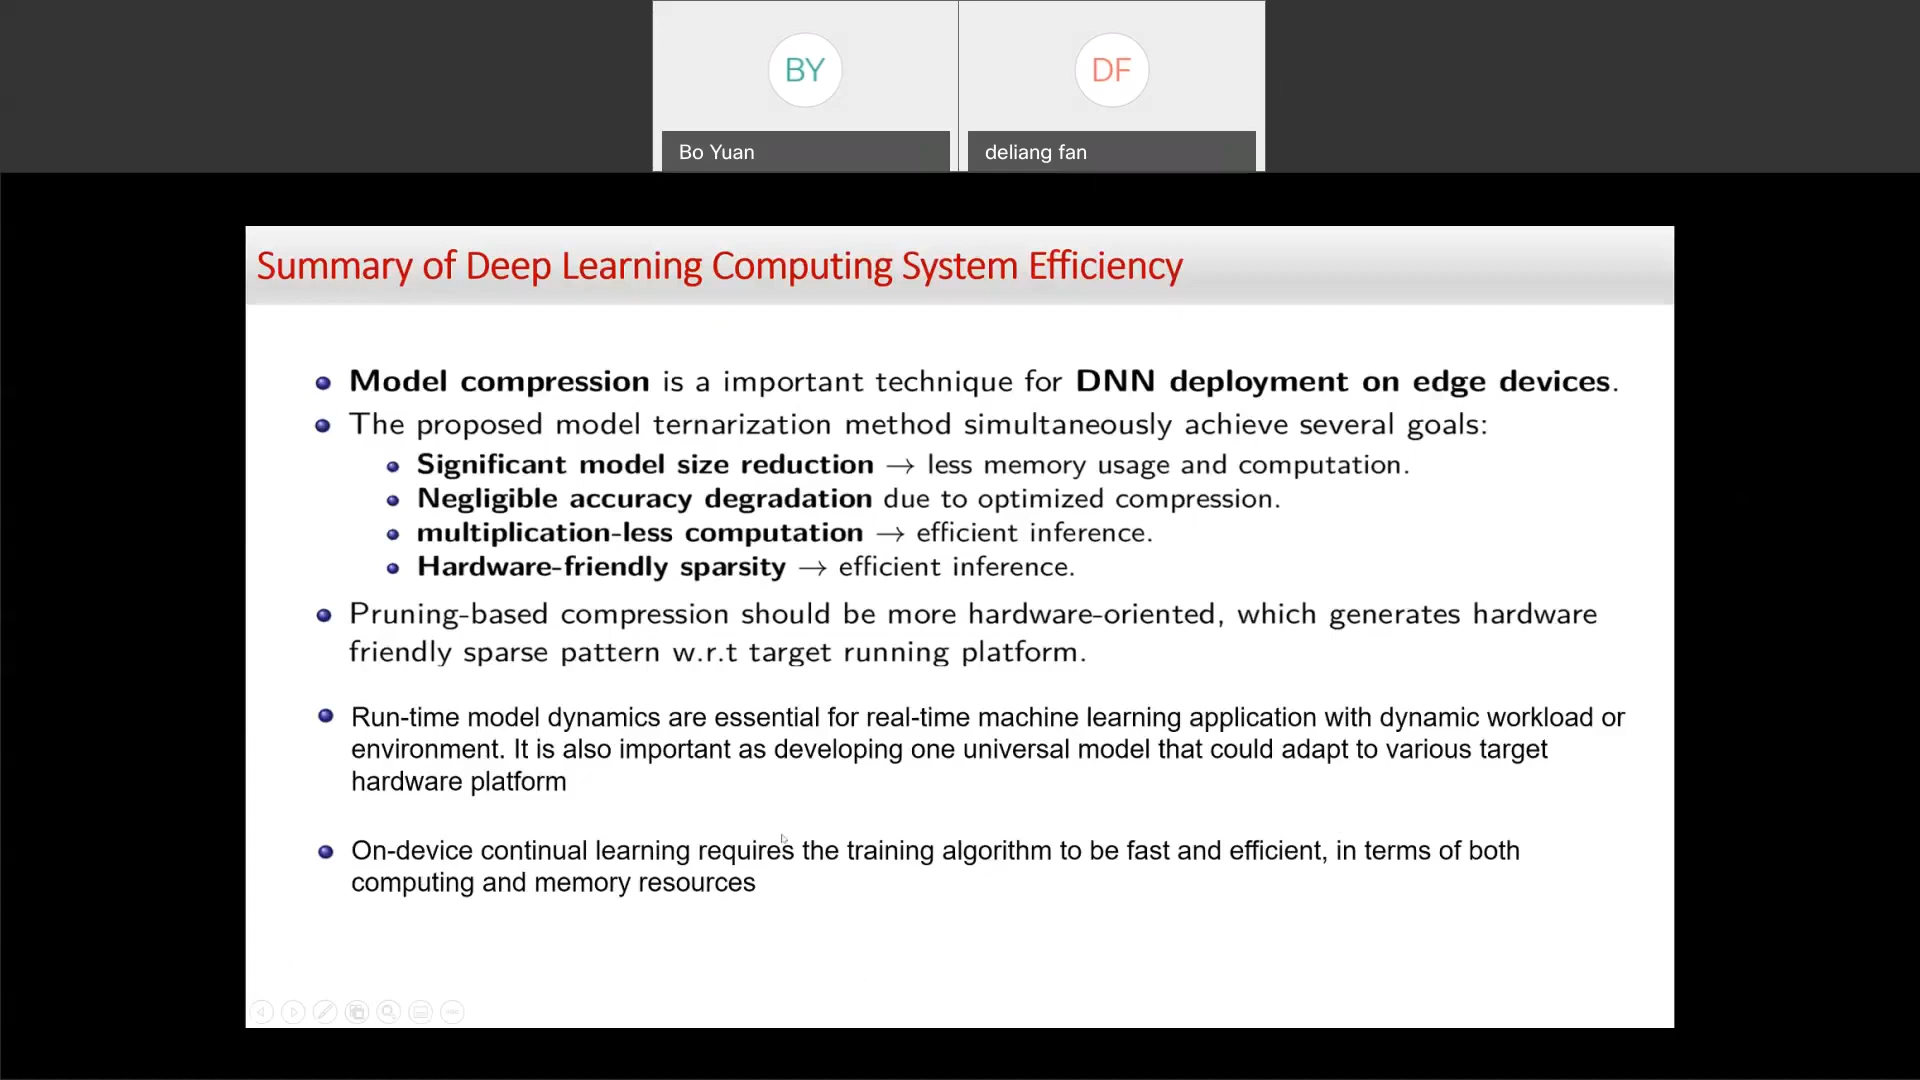 BY
DF
Bo Yuan
deliang fan
Summary of Deep Learning Computing System Efficiency
Model compression is a important technique for DNN deployment on edge devices.
The proposed model ternarization method simultaneously achieve several goals:
Significant model size reduction → less memory usage and computation.
Negligible accuracy degradation due to optimized compression.
multiplication-less computation → efficient inference.
Hardware-friendly sparsity → efficient inference.
Pruning-based compression should be more hardware-oriented, which generates hardware
friendly sparse pattern w.r.t target running platform.
Run-time model dynamics are essential for real-time machine learning application with dynamic workload or
environment. It is also important as developing one universal model that could adapt to various target
hardware platform
On-device continual learning requires the training algorithm to be fast and efficient, in terms of both
computing and memory resources